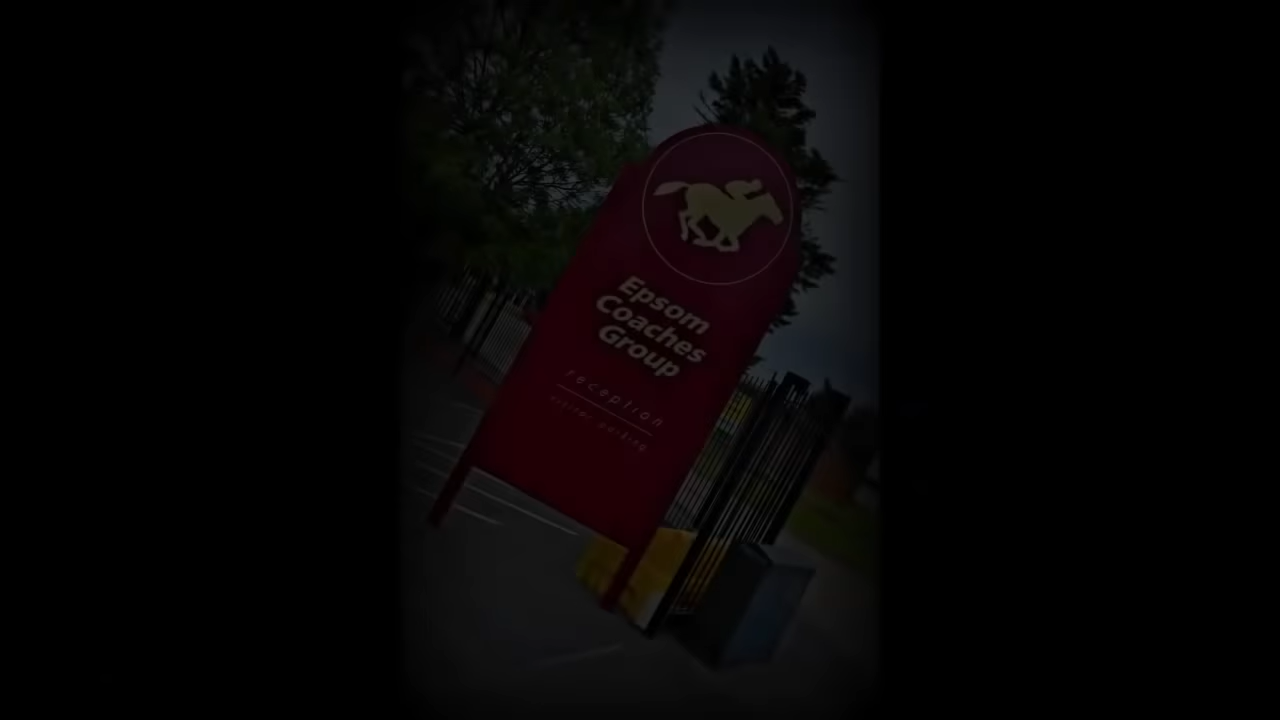 Epsom
Coaches
Group
reception
visitor parking